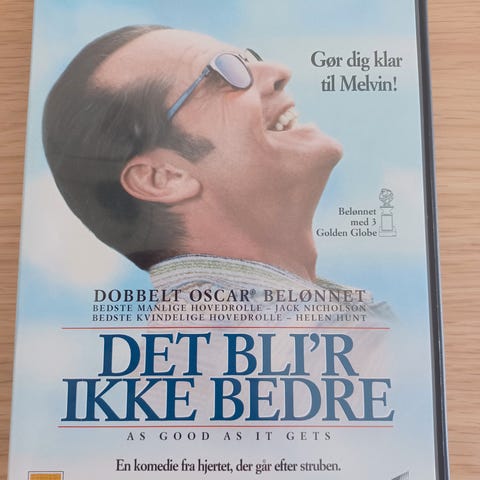 Gør dig klar
til Melvin!
Belønnet
med 3
Golden Globe
DOBBELT OSCAR® BELØNNET
BEDSTE MANLIGE HOVEDROLLE – JACK NICHOLSON
BEDSTE KVINDELIGE HOVEDROLLE – HELEN HUNT
DET BLI'R
IKKE BEDRE
AS GOOD AS IT GETS
En komedie fra hjertet, der går efter struben.